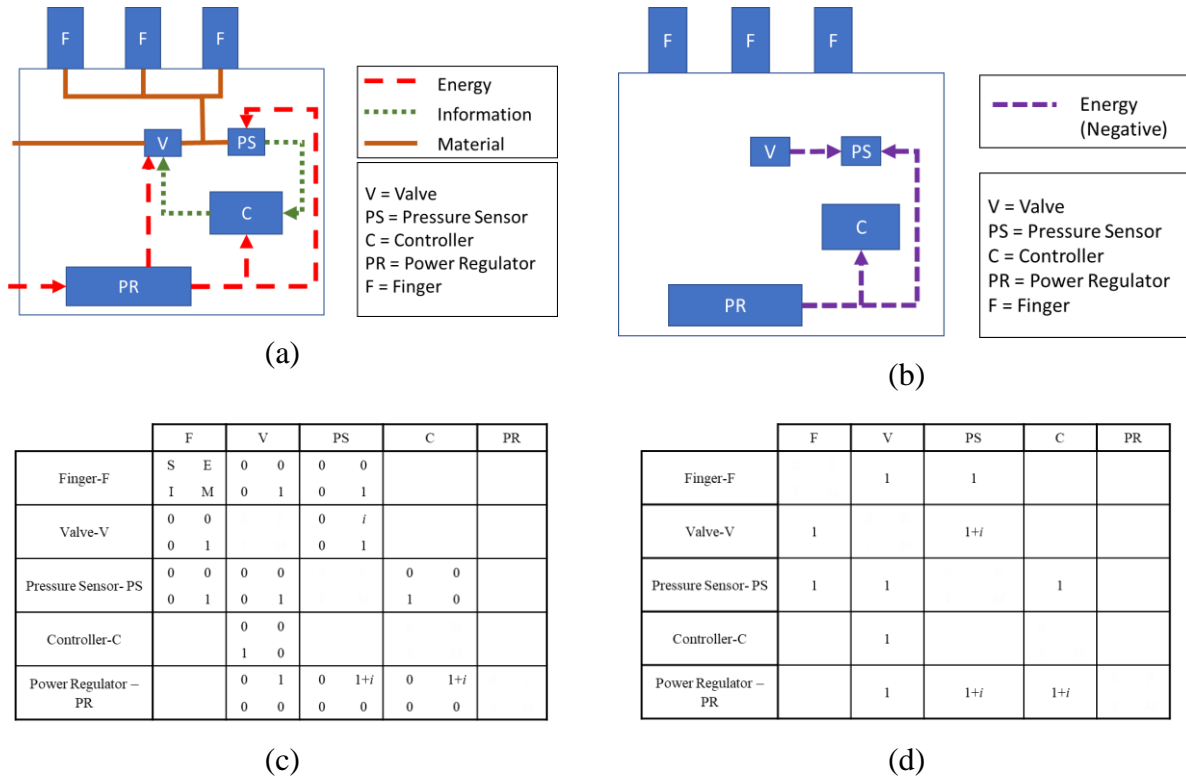 F F F
V PS
C
PR
Energy
Information
Material
V = Valve
PS = Pressure Sensor
C = Controller
PR = Power Regulator
F = Finger
(a)
F F F
V PS
C
PR
Energy
(Negative)
V = Valve
PS = Pressure Sensor
C = Controller
PR = Power Regulator
F = Finger
(b)
F V PS C PR
Finger-F
S E 0 0 0 0
I M 0 1 0 1
Valve-V
0 0 0 i
0 1 0 1
Pressure Sensor- PS
0 0 0 0 0 0
0 1 0 1 1 0
Controller-C
0 0
1 0
Power Regulator –
PR
0 1 0 1+i 0 1+i
0 0 0 0 0 0
(c)
F V PS C PR
Finger-F 1 1
Valve-V 1 1+i
Pressure Sensor- PS 1 1 1
Controller-C 1
Power Regulator –
PR
1 1+i 1+i
(d)